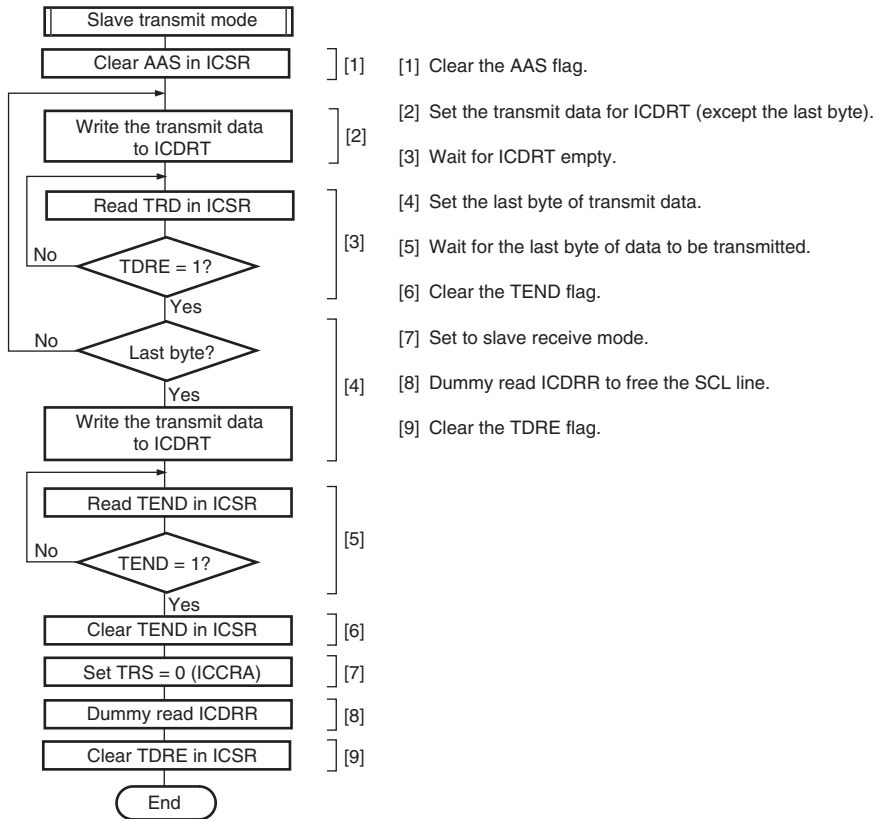 Slave transmit mode
Clear AAS in ICSR
[1]
Write the transmit data
to ICDRT
[2]
Read TRD in ICSR
No
TDRE = 1?
[3]
Yes
No
Last byte?
Yes
[4]
Write the transmit data
to ICDRT
Read TEND in ICSR
No
TEND = 1?
[5]
Yes
Clear TEND in ICSR
[6]
Set TRS = 0 (ICCRA)
[7]
Dummy read ICDRR
[8]
Clear TDRE in ICSR
[9]
End
[1] Clear the AAS flag.
[2] Set the transmit data for ICDRT (except the last byte).
[3] Wait for ICDRT empty.
[4] Set the last byte of transmit data.
[5] Wait for the last byte of data to be transmitted.
[6] Clear the TEND flag.
[7] Set to slave receive mode.
[8] Dummy read ICDRR to free the SCL line.
[9] Clear the TDRE flag.